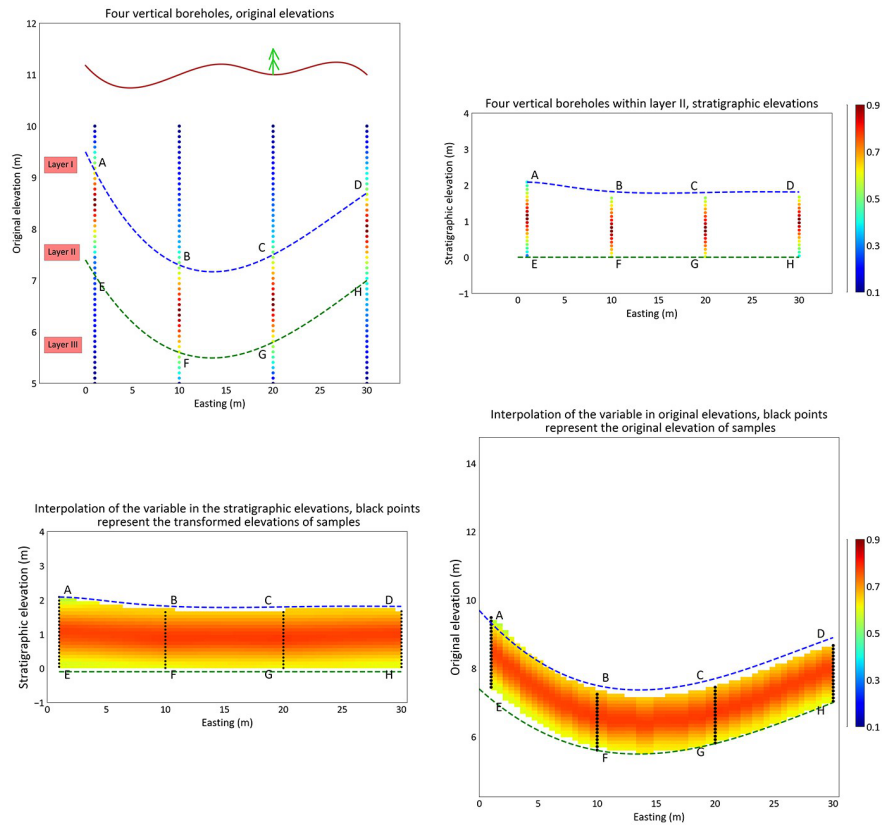 Four vertical boreholes, original elevations
12
11
10
9
8
7
6
5
Original elevation (m)
Layer I
Layer II
Layer III
A
B
C
D
E
F
G
H
0 5 10 15 20 25 30
Easting (m)
Four vertical boreholes within layer II, stratigraphic elevations
4
3
2
1
0
−1
Stratigraphic elevation (m)
A
B
C
D
E
F
G
H
0 5 10 15 20 25 30
Easting (m)
0.9
0.7
0.5
0.3
0.1
Interpolation of the variable in the stratigraphic elevations, black points
represent the transformed elevations of samples
4
3
2
1
0
−1
Stratigraphic elevation (m)
A
B
C
D
E
F
G
H
0 5 10 15 20 25 30
Easting (m)
Interpolation of the variable in original elevations, black points
represent the original elevation of samples
14
12
10
8
6
Original elevation (m)
A
B
C
D
E
F
G
H
0 5 10 15 20 25 30
Easting (m)
0.9
0.7
0.5
0.3
0.1